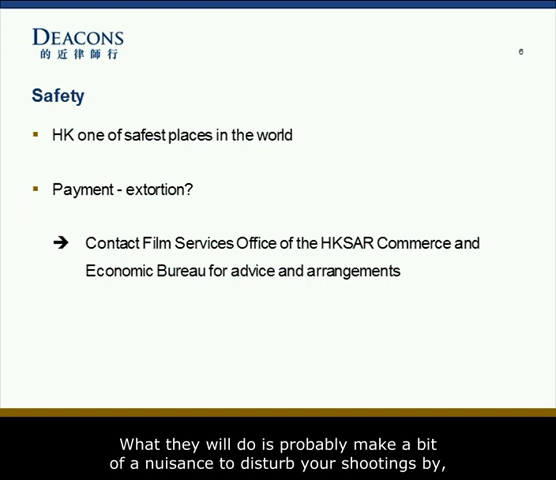 DEACONS
的近律師行
6
Safety
▪ HK one of safest places in the world
▪ Payment - extortion?
➔ Contact Film Services Office of the HKSAR Commerce and
Economic Bureau for advice and arrangements
What they will do is probably make a bit
of a nuisance to disturb your shootings by,